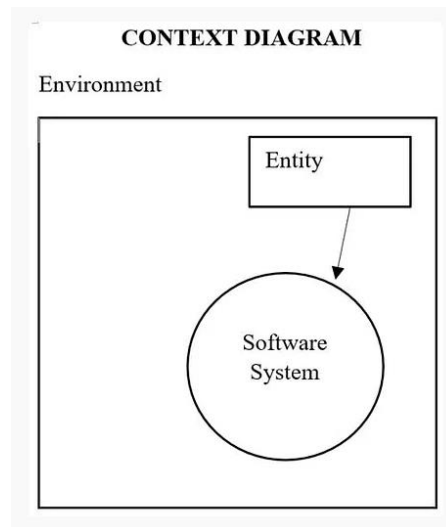 CONTEXT DIAGRAM
Environment
Entity
Software
System